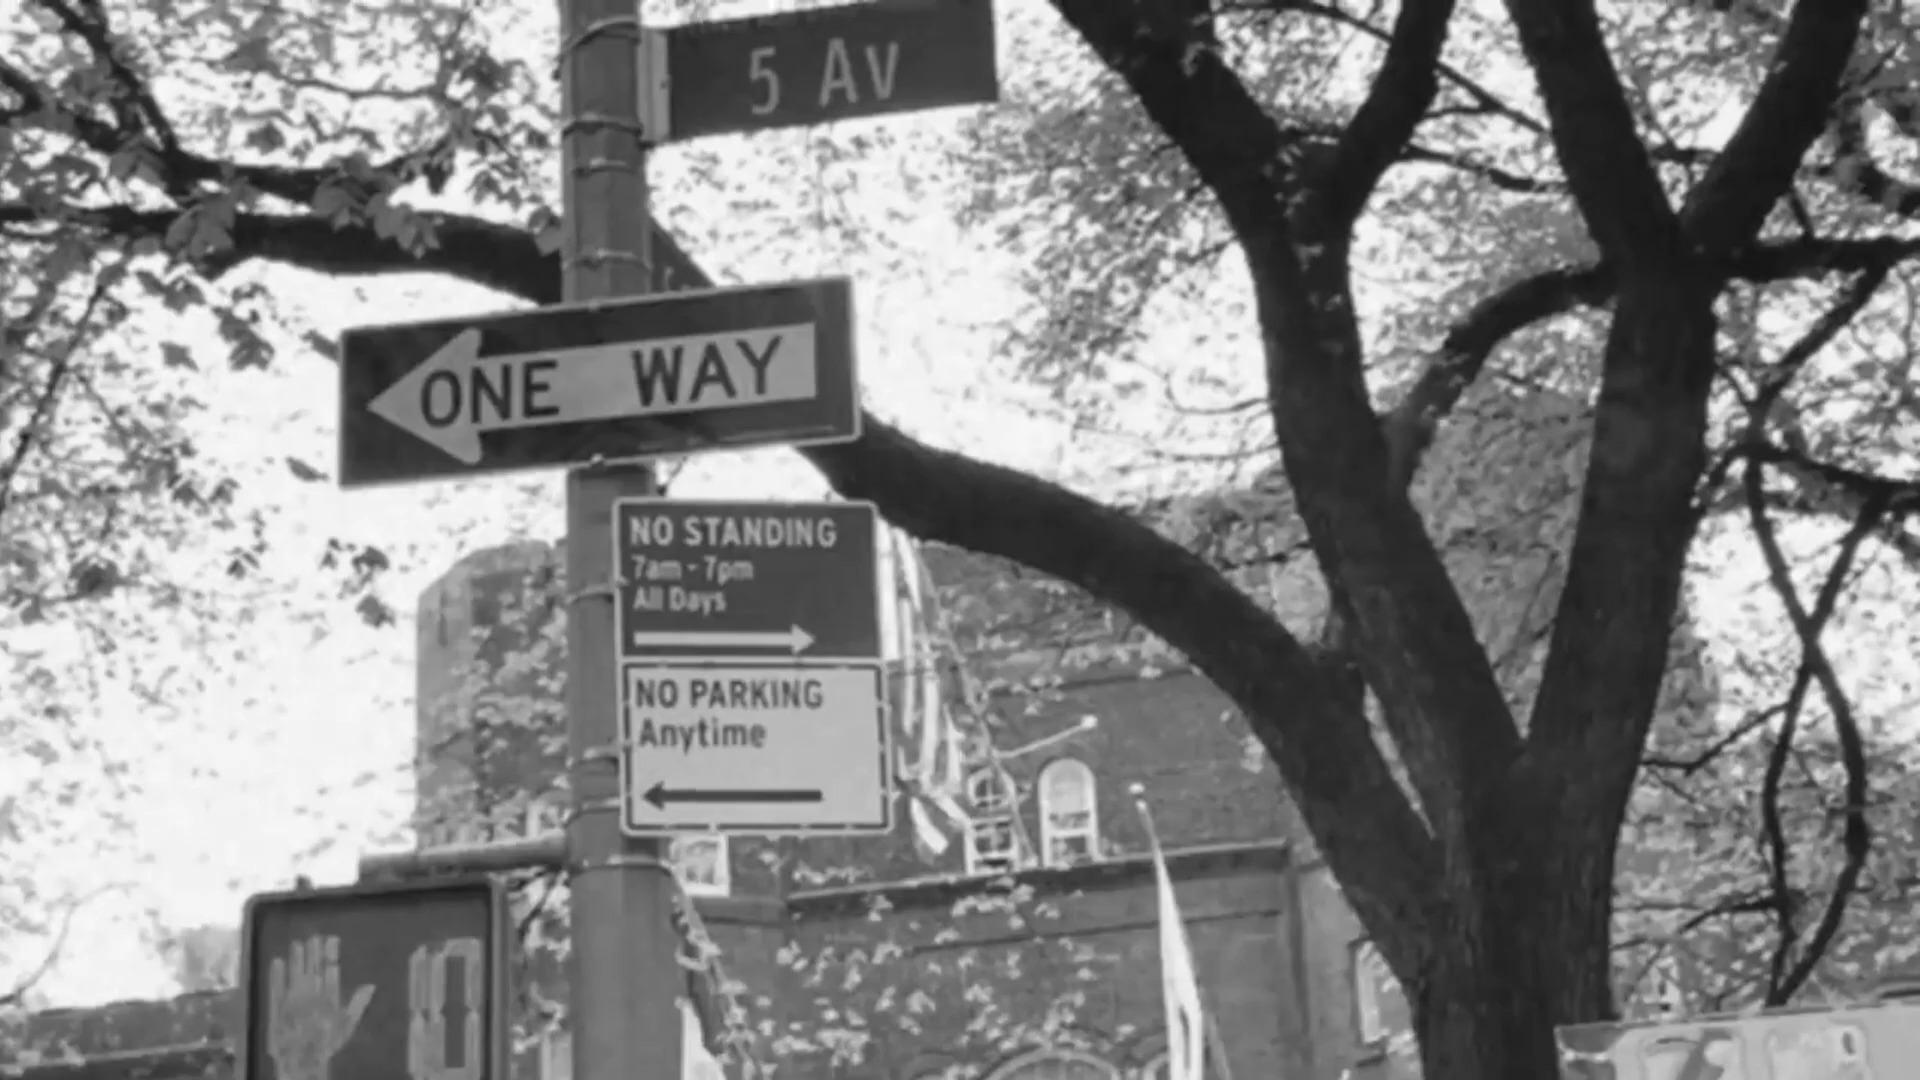 5 Av
ONE WAY
NO STANDING
7am - 7pm
All Days
NO PARKING
Anytime